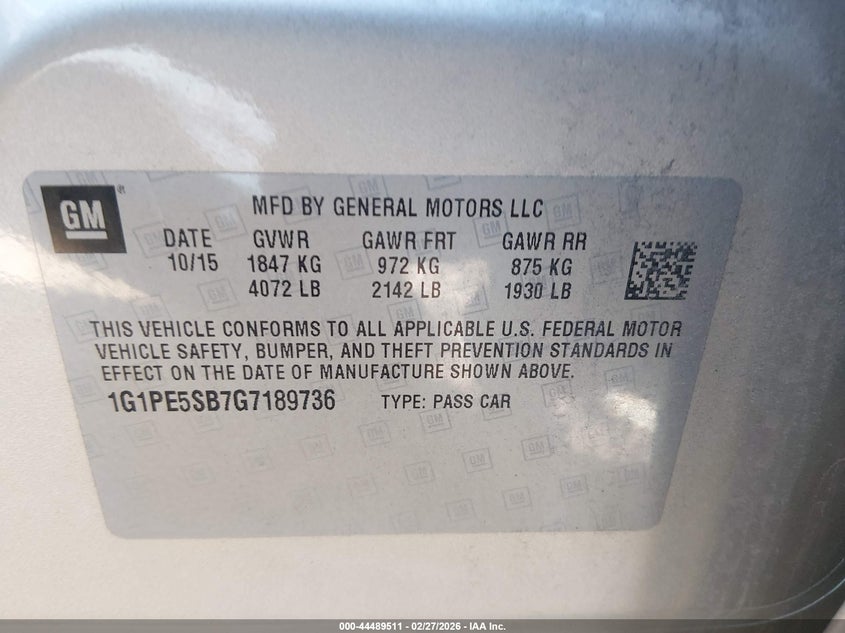 GM
MFD BY GENERAL MOTORS LLC
DATE GVWR GAWR FRT GAWR RR
10/15 1847 KG 972 KG 875 KG
4072 LB 2142 LB 1930 LB
THIS VEHICLE CONFORMS TO ALL APPLICABLE U.S. FEDERAL MOTOR
VEHICLE SAFETY, BUMPER, AND THEFT PREVENTION STANDARDS IN
EFFECT ON THE DATE OF MANUFACTURE SHOWN ABOVE.
1G1PE5SB7G7189736 TYPE: PASS CAR
000-44489511 - 02/27/2026 - IAA Inc.